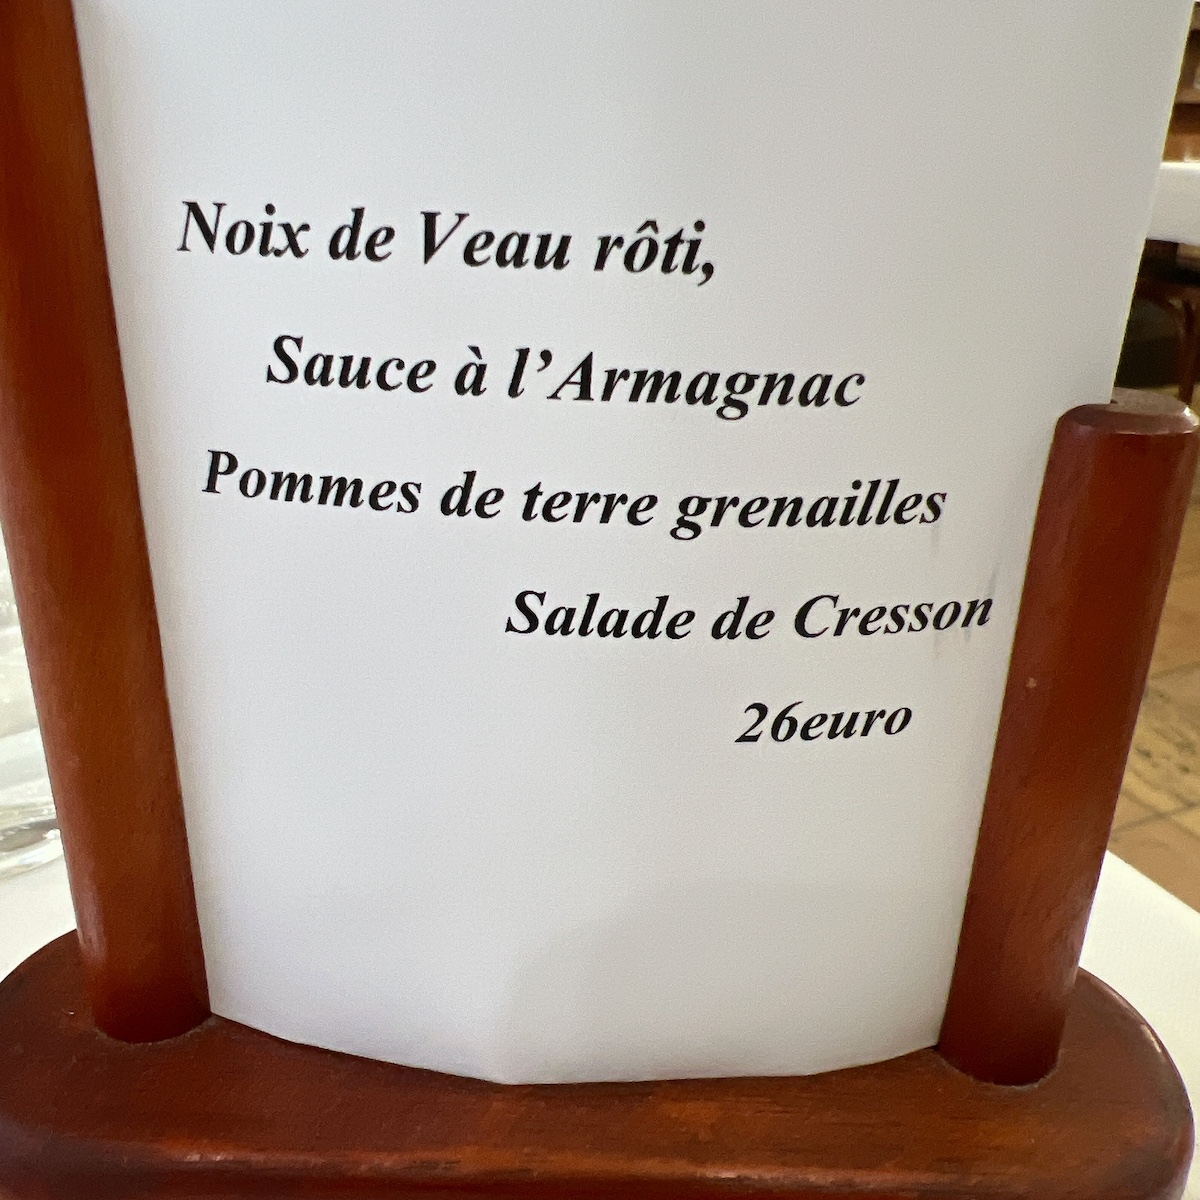 Noix de Veau rôti,
Sauce à l’Armagnac
Pommes de terre grenailles
Salade de Cresson
26euro